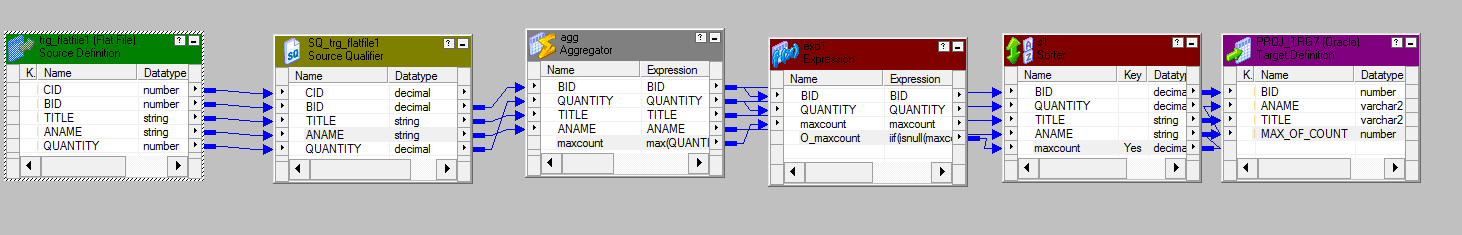 trg_flatfile1 (Flat File)
Source Definition
K. Name Datatype
CID number
BID number
TITLE string
ANAME string
QUANTITY number
SQ_trg_flatfile1
Source Qualifier
Name Datatype
CID decimal
BID decimal
TITLE string
ANAME string
QUANTITY decimal
agg
Aggregator
Name Expression
BID BID
QUANTITY QUANTITY
TITLE TITLE
ANAME ANAME
maxcount max(QUANTI
exp1
Expression
Name Expression
BID BID
QUANTITY QUANTITY
maxcount maxcount
O_maxcount iif(isnull(maxc
Sorter
Name Key Datatyp
BID decima
QUANTITY decima
TITLE string
ANAME string
maxcount Yes decima
PROJ_TRG7 (Oracle)
Target Definition
K. Name Datatype
BID number
ANAME varchar2
TITLE varchar2
MAX_OF_COUNT number